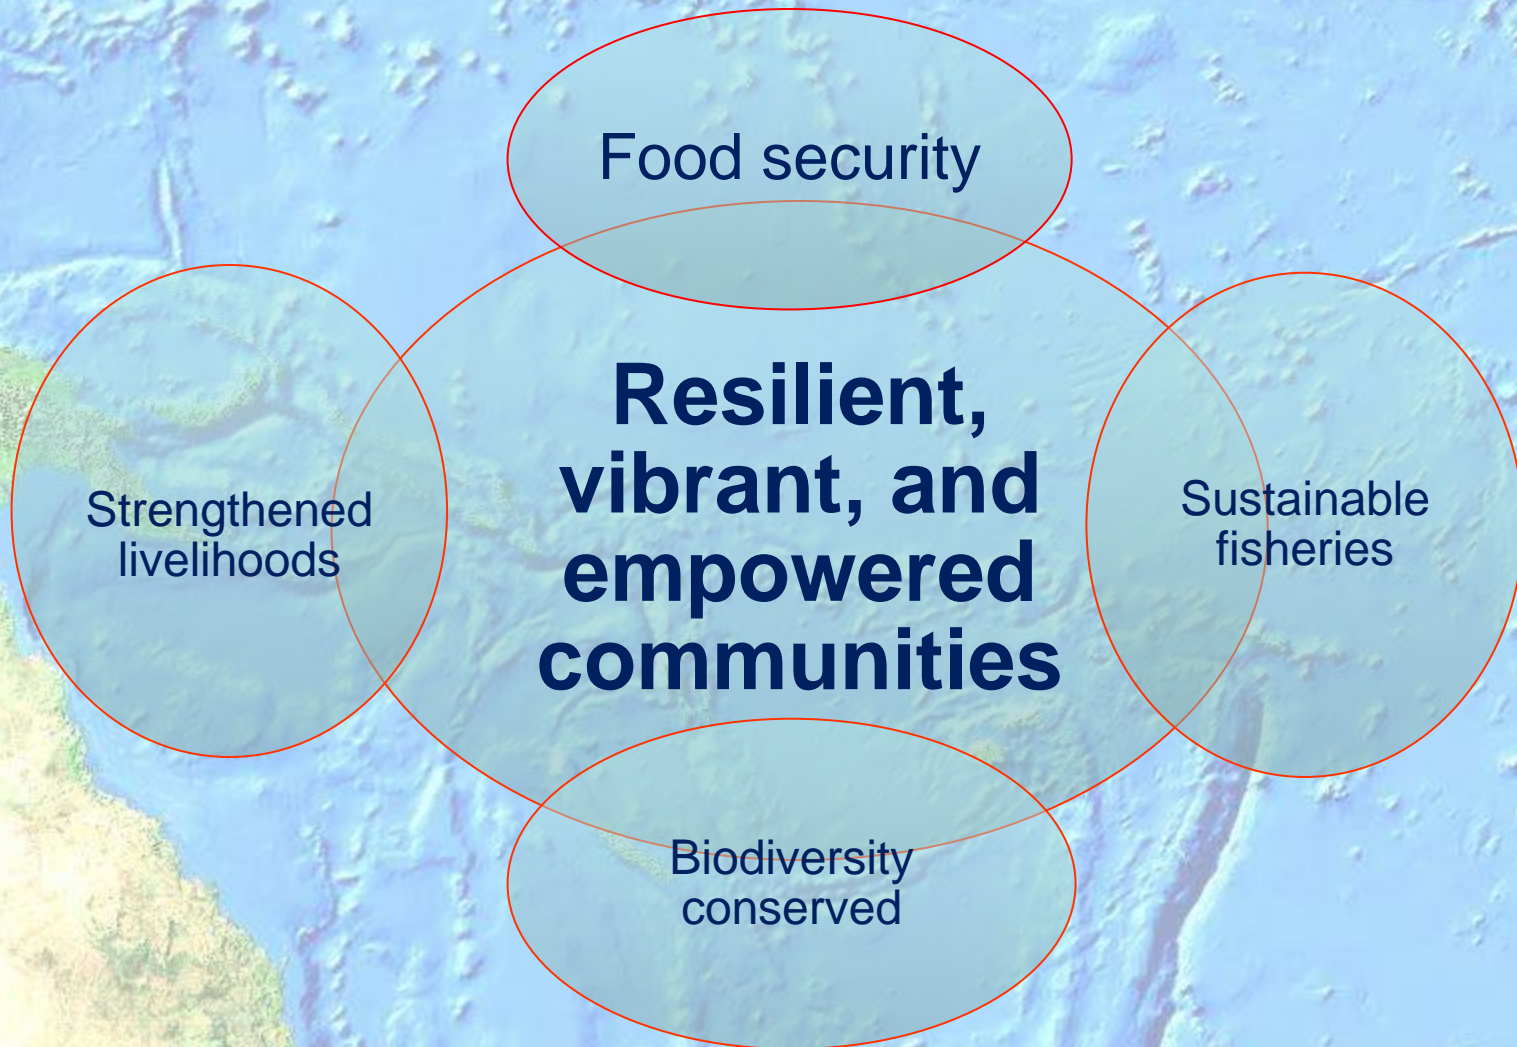 Food security
Resilient,
vibrant, and
empowered
communities
Strengthened
livelihoods
Sustainable
fisheries
Biodiversity
conserved